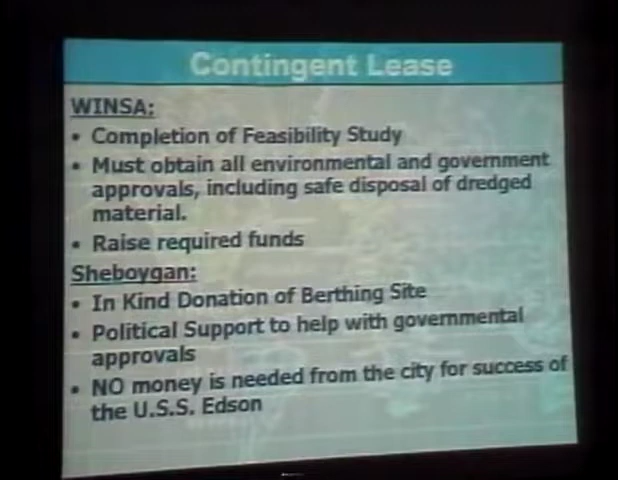 Contingent Lease
WINSA:
• Completion of Feasibility Study
• Must obtain all environmental and government
approvals, including safe disposal of dredged
material.
• Raise required funds
Sheboygan:
• In Kind Donation of Berthing Site
• Political Support to help with governmental
approvals
• NO money is needed from the city for success of
the U.S.S. Edson